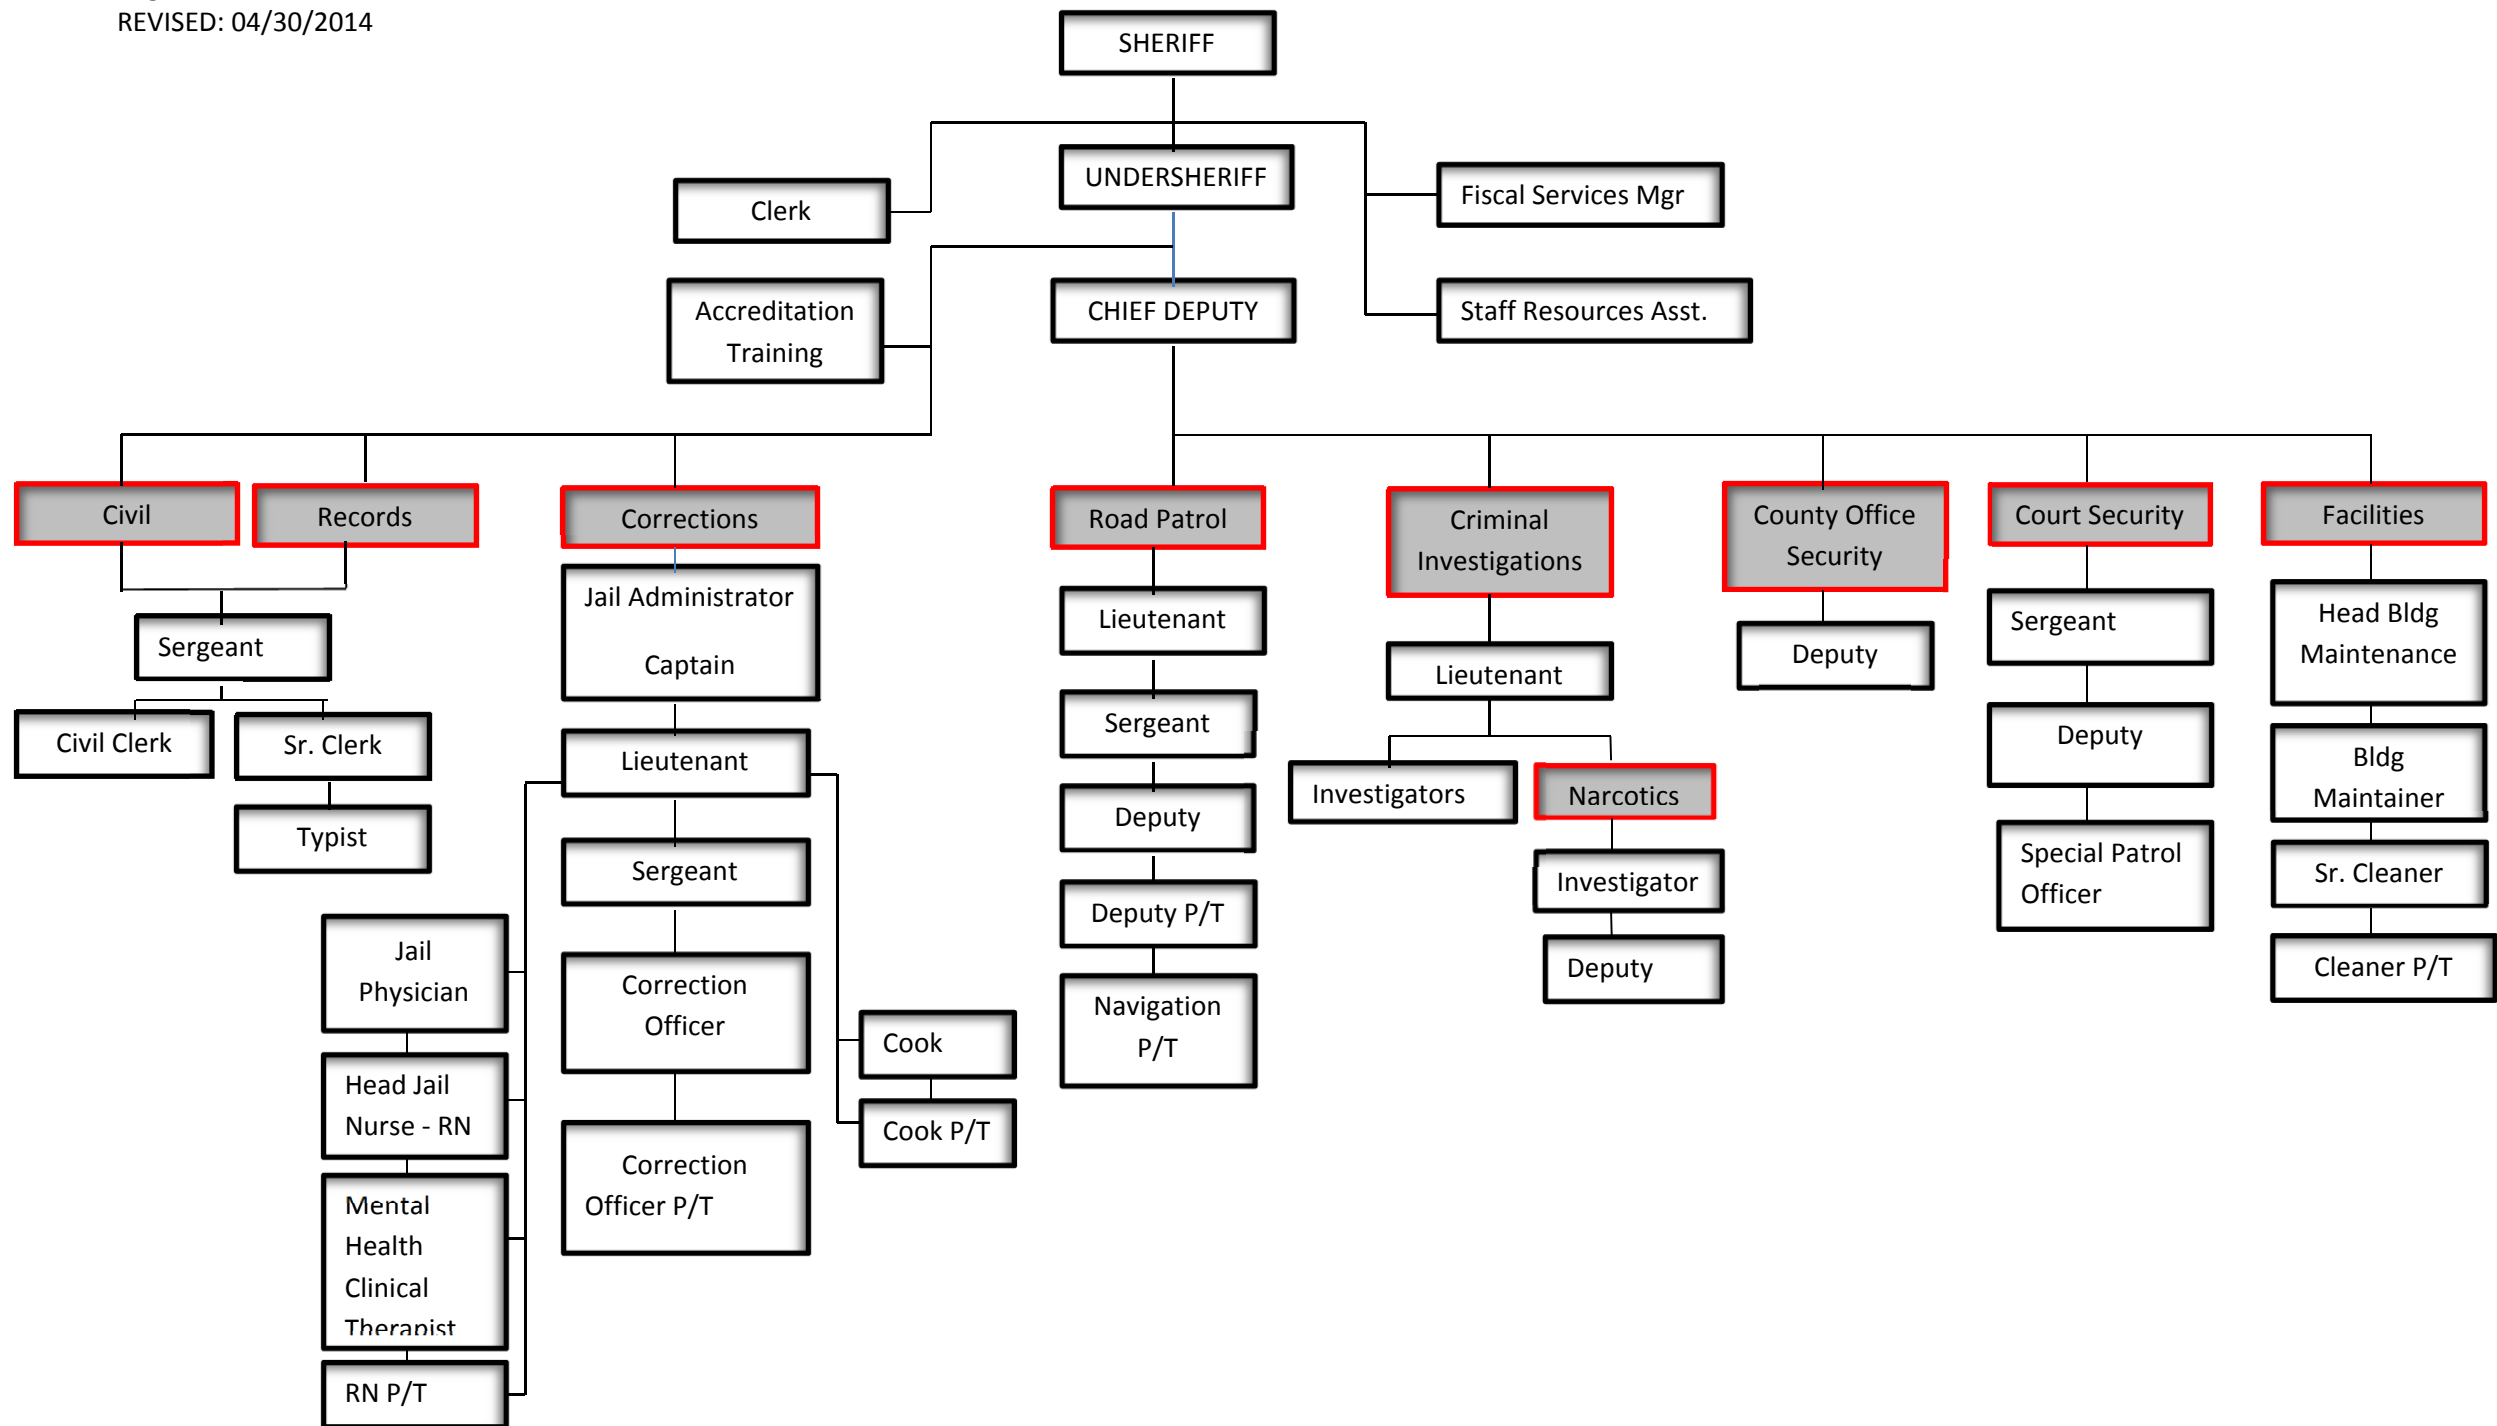 REVISED: 04/30/2014
SHERIFF
UNDERSHERIFF
Clerk
Fiscal Services Mgr
Accreditation
Training
CHIEF DEPUTY
Staff Resources Asst.
Civil
Records
Corrections
Road Patrol
Criminal
Investigations
County Office
Security
Court Security
Facilities
Sergeant
Civil Clerk
Sr. Clerk
Typist
Jail Administrator
Captain
Lieutenant
Sergeant
Correction
Officer
Correction
Officer P/T
Jail
Physician
Head Jail
Nurse - RN
Mental
Health
Clinical
Therapist
RN P/T
Cook
Cook P/T
Lieutenant
Sergeant
Deputy
Deputy P/T
Navigation
P/T
Lieutenant
Investigators
Narcotics
Investigator
Deputy
Deputy
Sergeant
Deputy
Special Patrol
Officer
Head Bldg
Maintenance
Bldg
Maintainer
Sr. Cleaner
Cleaner P/T